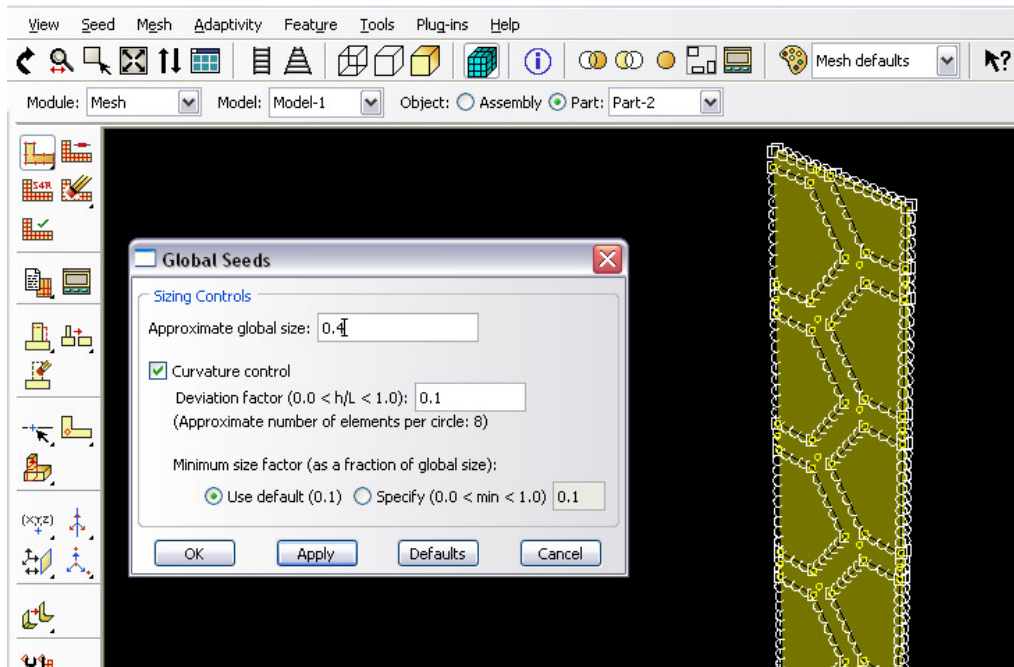 View Seed Mesh Adaptivity Feature Tools Plug-ins Help
Mesh defaults
Module: Mesh Model: Model-1 Object: Assembly Part: Part-2
S4R
Global Seeds
Sizing Controls
Approximate global size: 0.4
Curvature control
Deviation factor (0.0 < h/L < 1.0): 0.1
(Approximate number of elements per circle: 8)
Minimum size factor (as a fraction of global size):
Use default (0.1) Specify (0.0 < min < 1.0) 0.1
OK Apply Defaults Cancel
(XYZ)